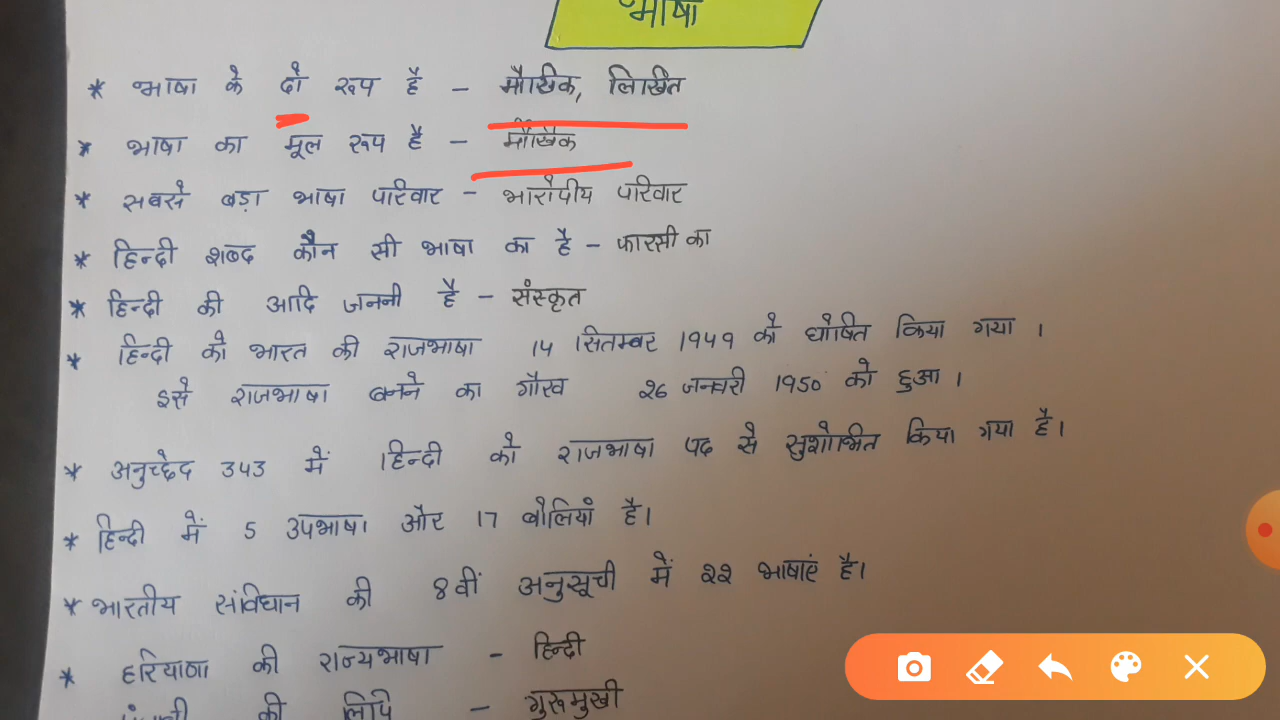 भाषा
* भाषा के दो रूप है - मौखिक, लिखित
* भाषा का मूल रूप है - मौखिक
* सबसे बड़ा भाषा परिवार - भारोपीय परिवार
* हिन्दी शब्द कौन सी भाषा का है - फारसी का
* हिन्दी की आदि जननी है - संस्कृत
* हिन्दी को भारत की राजभाषा 14 सितम्बर 1949 को घोषित किया गया ।
इसे राजभाषा बनने का गौरव 26 जनवरी 1950 को हुआ ।
* अनुच्छेद 343 में हिन्दी को राजभाषा पद से सुशोभित किया गया है।
* हिन्दी में 5 उपभाषा और 17 बोलियां है।
* भारतीय संविधान की 8वीं अनुसूची में 22 भाषाएं है।
* हरियाणा की राज्यभाषा - हिन्दी
की लिपि - गुरूमुखी